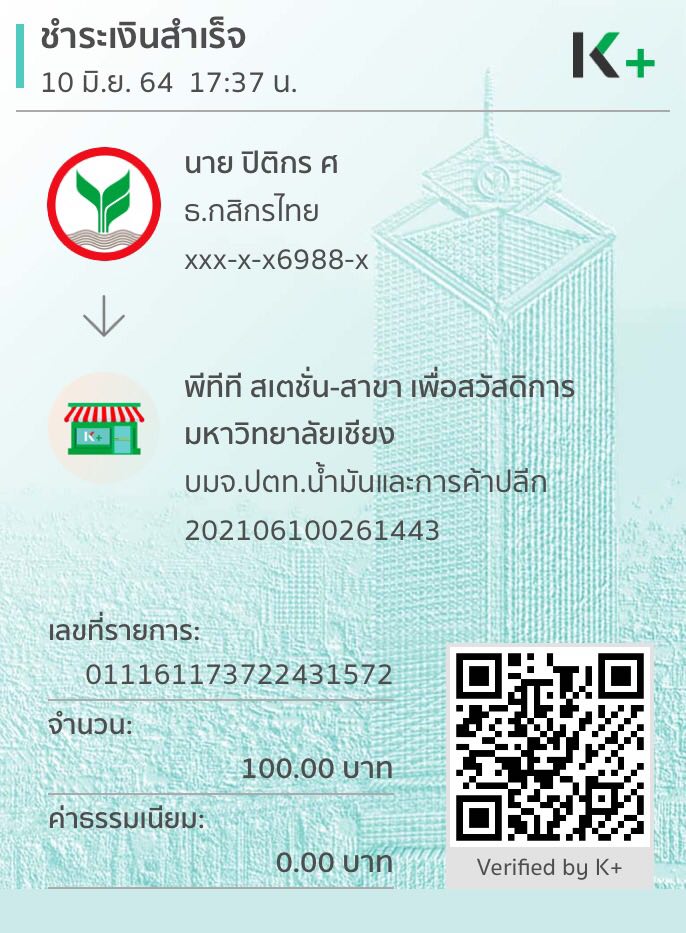 ชำระเงินสำเร็จ
10 มิ.ย. 64 17:37 น.
K+
นาย ปิติกร ศ
ธ.กสิกรไทย
xxx-x-x6988-x
พีทีที สเตชั่น-สาขา เพื่อสวัสดิการ
มหาวิทยาลัยเชียง
K+
บมจ.ปตท.น้ำมันและการค้าปลีก
202106100261443
เลขที่รายการ:
011161173722431572
จำนวน:
100.00 บาท
ค่าธรรมเนียม:
0.00 บาท
Verified by K+